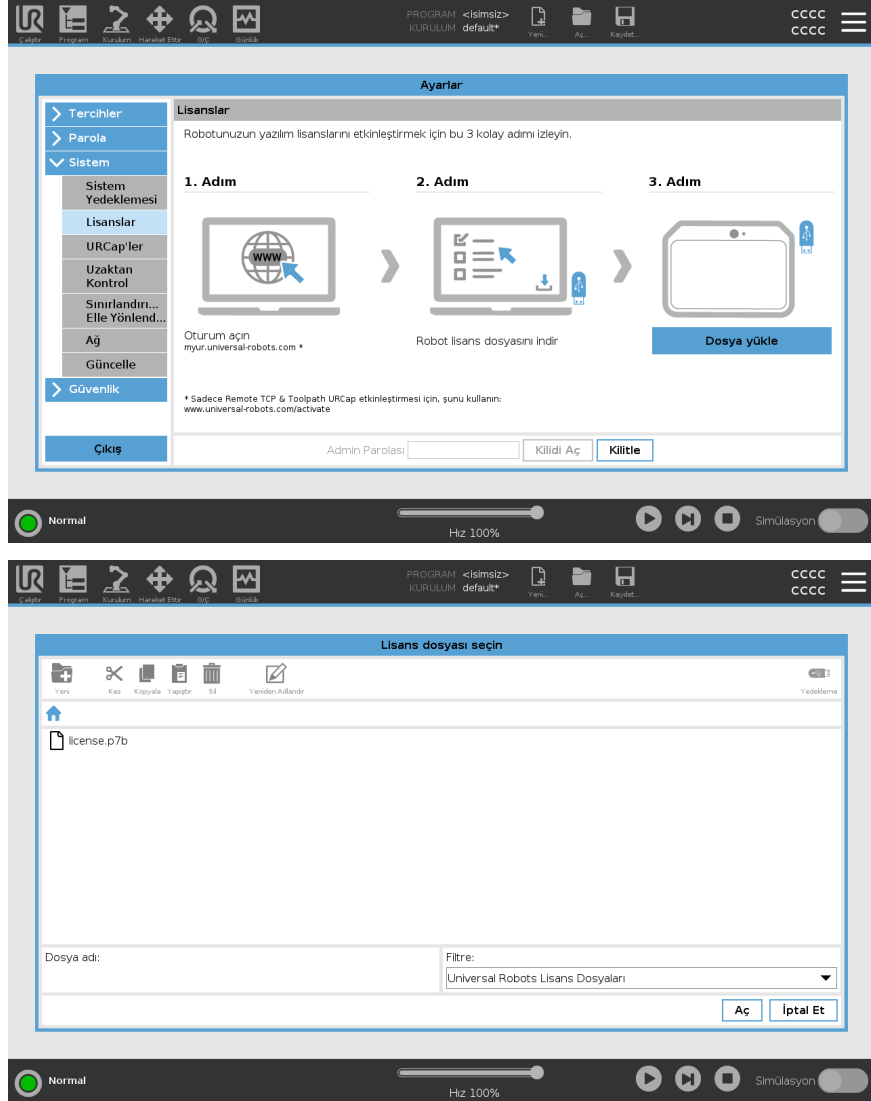 PROGRAM <isimsiz>
KURULUM default*
Çalıştır Program Kurulum Hareket Ettir G/Ç Günlük
Yeni... Aç... Kaydet...
CCCC
CCCC
Ayarlar
Tercihler
Parola
Sistem
Sistem
Yedeklemesi
Lisanslar
URCap'ler
Uzaktan
Kontrol
Sınırlandırı...
Elle Yönlend...
Ağ
Güncelle
Güvenlik
Çıkış
Lisanslar
Robotunuzun yazılım lisanslarını etkinleştirmek için bu 3 kolay adımı izleyin.
1. Adım
2. Adım
3. Adım
WWW
Oturum açın
myur.universal-robots.com *
Robot lisans dosyasını indir
Dosya yükle
* Sadece Remote TCP & Toolpath URCap etkinleştirmesi için, şunu kullanın:
www.universal-robots.com/activate
Admin Parolası
Kilidi Aç
Kilitle
Normal
Hız 100%
Simülasyon
PROGRAM <isimsiz>
KURULUM default*
Çalıştır Program Kurulum Hareket Ettir G/Ç Günlük
Yeni... Aç... Kaydet...
CCCC
CCCC
Lisans dosyası seçin
Yeni Kes Kopyala Yapıştır Sil Yeniden Adlandır
Yedekleme
license.p7b
Dosya adı:
Filtre:
Universal Robots Lisans Dosyaları
Aç
İptal Et
Normal
Hız 100%
Simülasyon